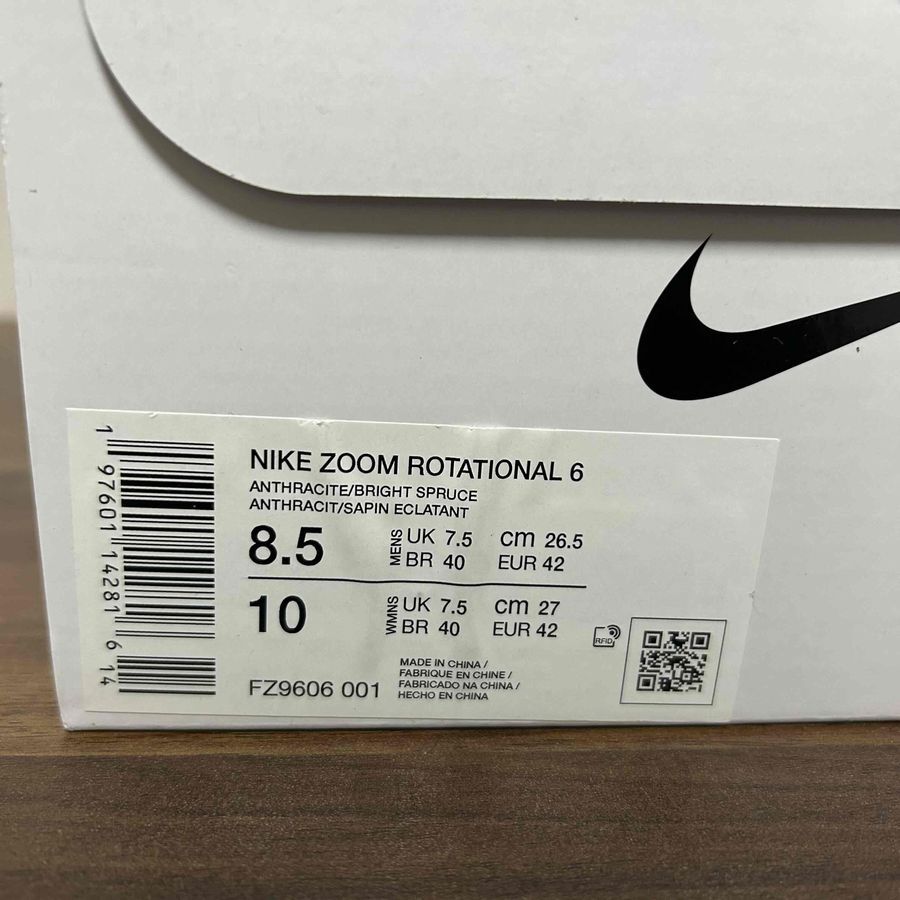 NIKE ZOOM ROTATIONAL 6
ANTHRACITE/BRIGHT SPRUCE
ANTHRACIT/SAPIN ECLATANT
8.5 MENS UK 7.5 cm 26.5
BR 40 EUR 42
10 WMNS UK 7.5 cm 27
BR 40 EUR 42
RFID
FZ9606 001
MADE IN CHINA /
FABRIQUE EN CHINE /
FABRICADO NA CHINA /
HECHO EN CHINA
1 97601 14281 6 14